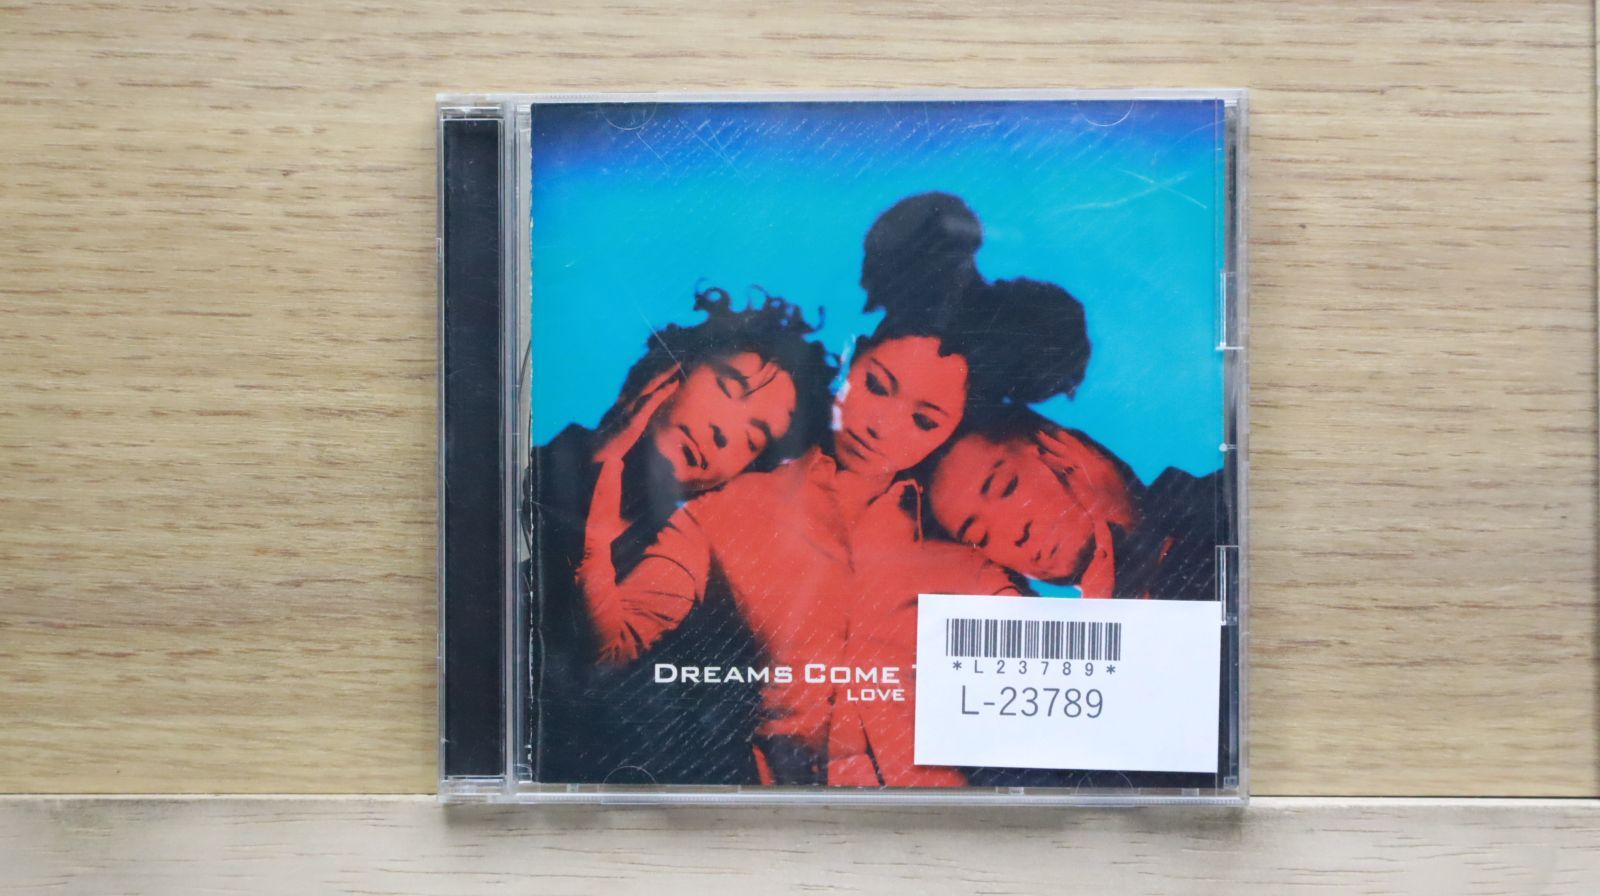 DREAMS COME
LOVE
*L23789*
L-23789